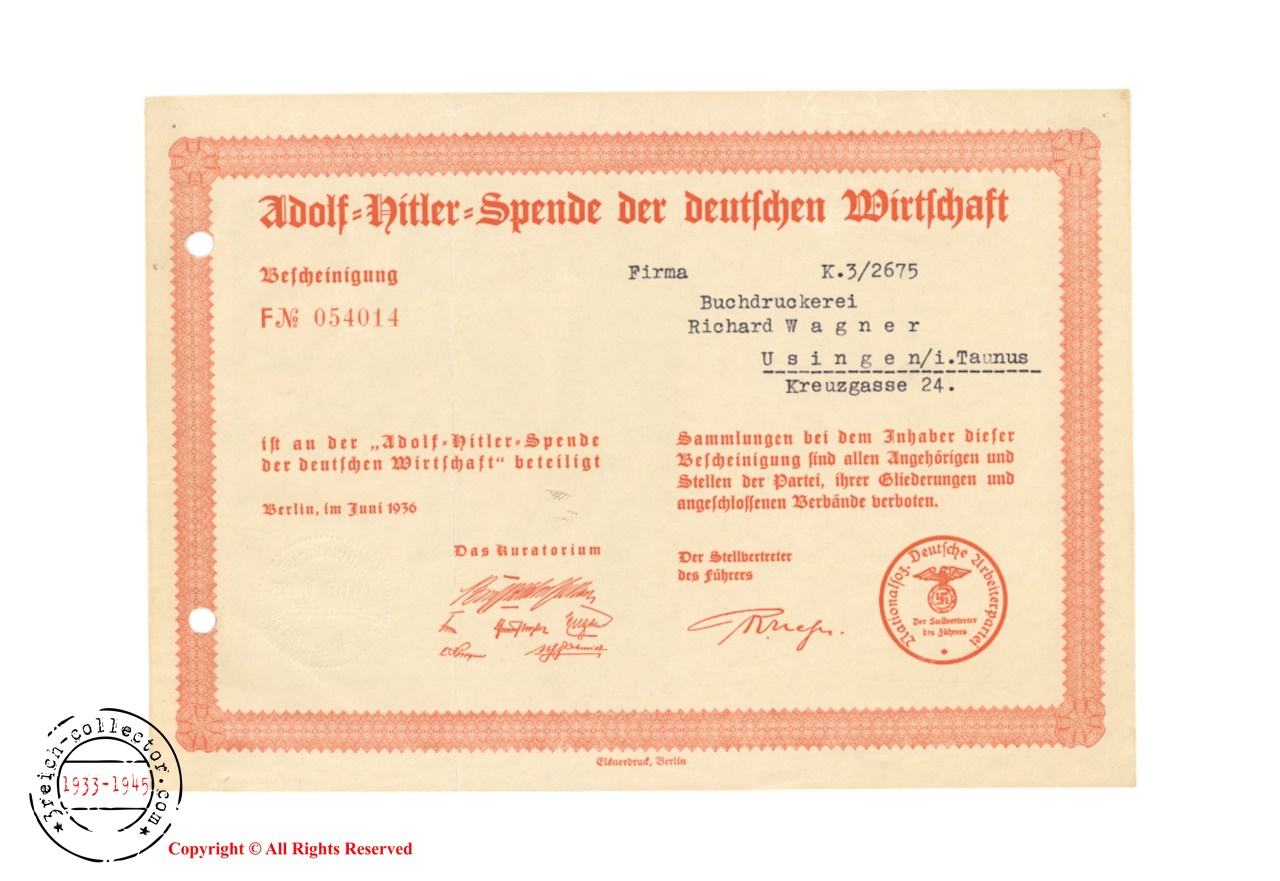 Adolf-Hitler-Spende der deutschen Wirtschaft
Bescheinigung
F№ 054014
Firma K.3/2675
Buchdruckerei
Richard W a g n e r
U s i n g e n/i.Taunus
Kreuzgasse 24.
ist an der „Adolf-Hitler-Spende
der deutschen Wirtschaft“ beteiligt
Berlin, im Juni 1936
Das Kuratorium
Sammlungen bei dem Inhaber dieser
Bescheinigung sind allen Angehörigen und
Stellen der Partei, ihrer Gliederungen und
angeschlossenen Verbände verboten.
Der Stellvertreter
des Führers
Nationalsoz. Deutsche Arbeiterpartei
Der Stellvertreter
des Führers
Elsnerdruck, Berlin
3reich-collector.com
1933-1945
Copyright © All Rights Reserved